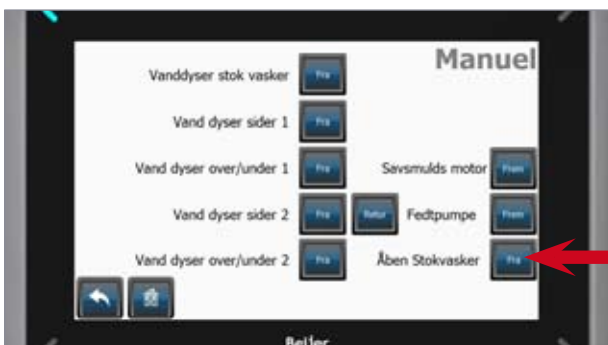 Manuel
Vanddyser stok vasker Fra
Vand dyser sider 1 Fra
Vand dyser over/under 1 Fra Savsmulds motor Frem
Vand dyser sider 2 Fra Retur Fedtpumpe Frem
Vand dyser over/under 2 Fra Åben Stokvasker Fra
Beijer